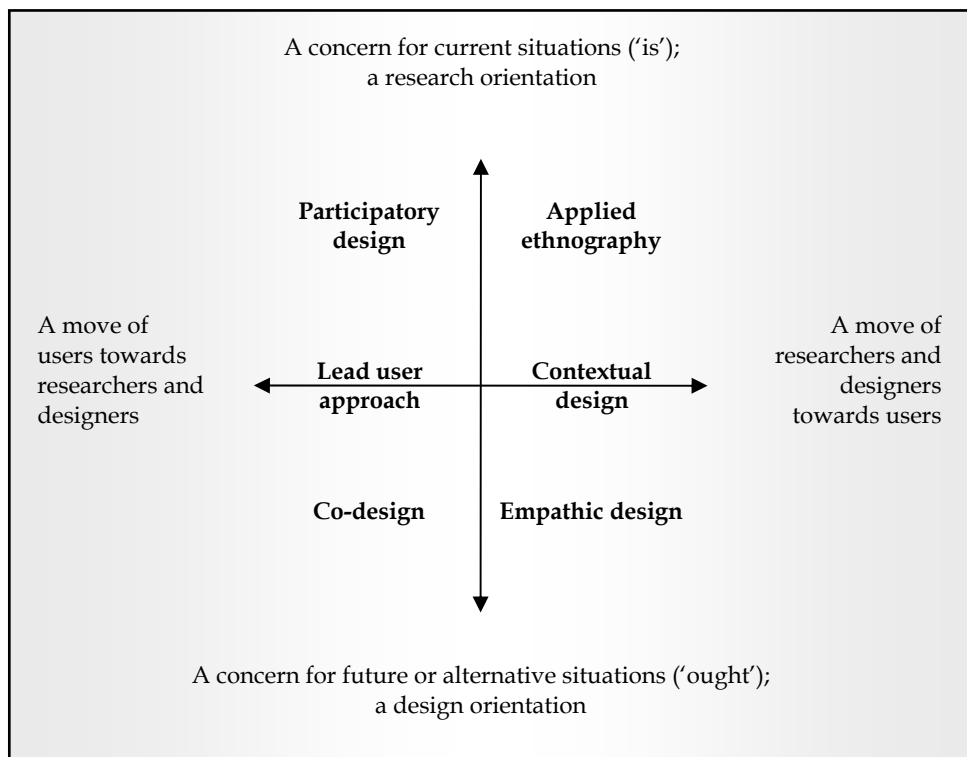 A concern for current situations (‘is’);
a research orientation
Participatory
design
Applied
ethnography
A move of
users towards
researchers and
designers
Lead user
approach
Contextual
design
A move of
researchers and
designers
towards users
Co-design
Empathic design
A concern for future or alternative situations (‘ought’);
a design orientation